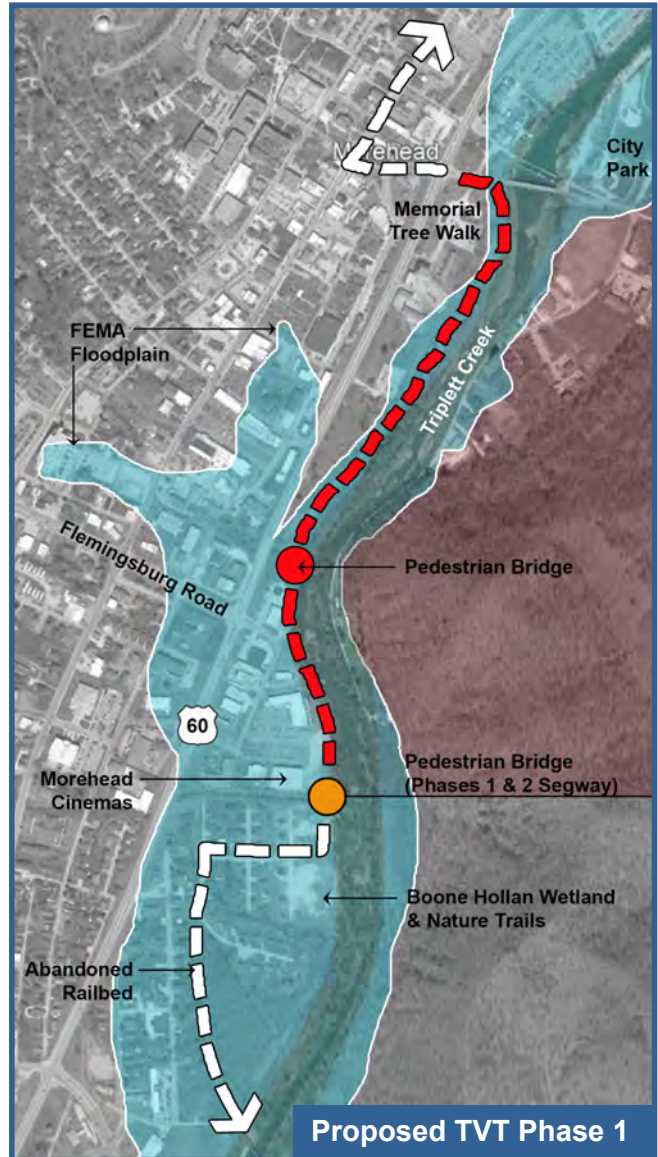 Morehead
City
Park
Memorial
Tree Walk
FEMA
Floodplain
Triplett Creek
Flemingsburg Road
Pedestrian Bridge
60
Pedestrian Bridge
(Phases 1 & 2 Segway)
Morehead
Cinemas
Boone Hollan Wetland
& Nature Trails
Abandoned
Railbed
Proposed TVT Phase 1